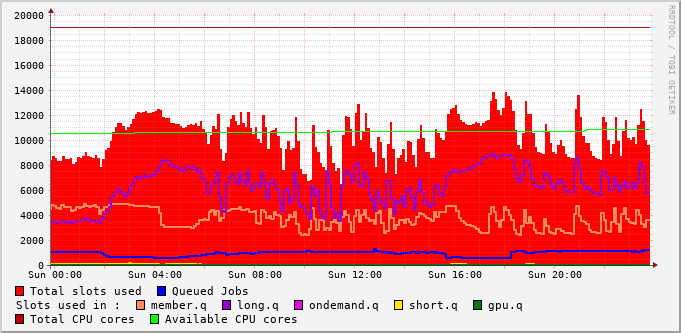 20000
18000
16000
14000
12000
10000
8000
6000
4000
2000
0
Sun 00:00 Sun 04:00 Sun 08:00 Sun 12:00 Sun 16:00 Sun 20:00
Total slots used Queued Jobs
Slots used in : member.q long.q ondemand.q short.q gpu.q
Total CPU cores Available CPU cores
RRDTOOL / TOBI OETIKER